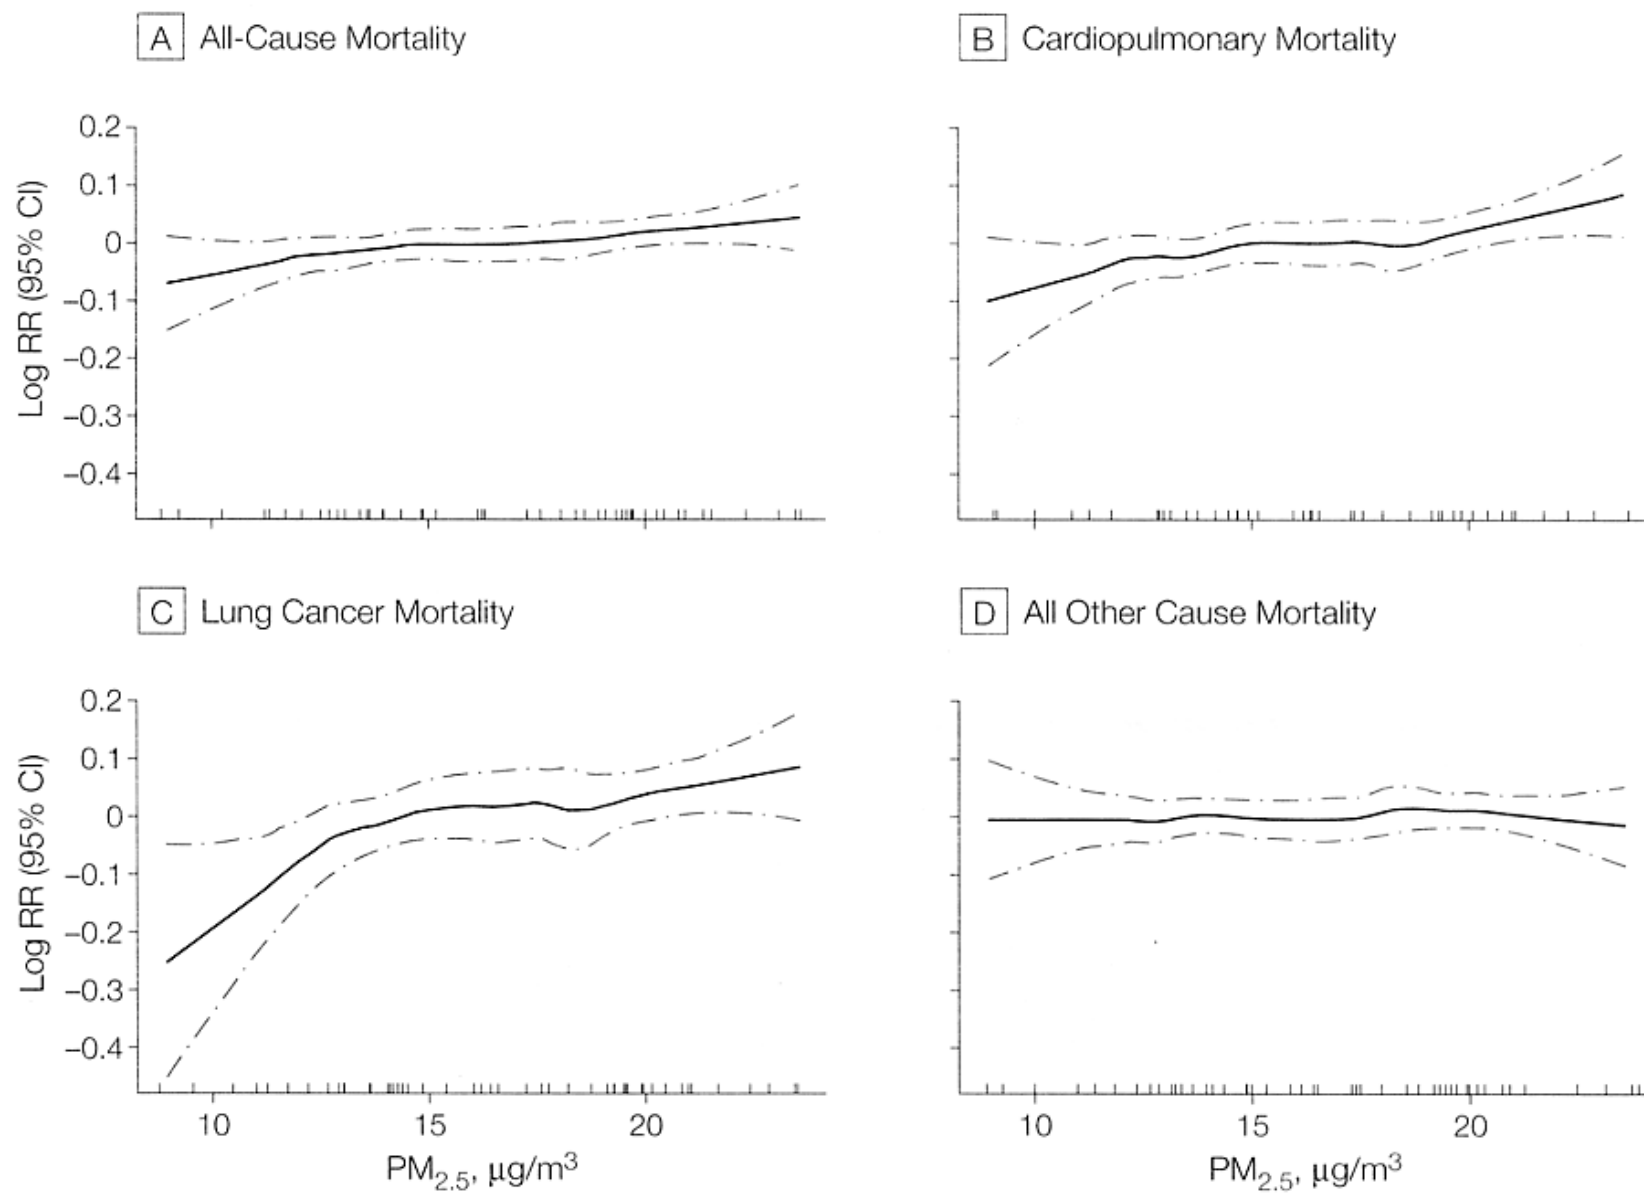 A All-Cause Mortality
B Cardiopulmonary Mortality
0.2
0.1
0
−0.1
−0.2
−0.3
−0.4
Log RR (95% CI)
C Lung Cancer Mortality
D All Other Cause Mortality
0.2
0.1
0
−0.1
−0.2
−0.3
−0.4
Log RR (95% CI)
10 15 20
10 15 20
PM2.5, μg/m³
PM2.5, μg/m³